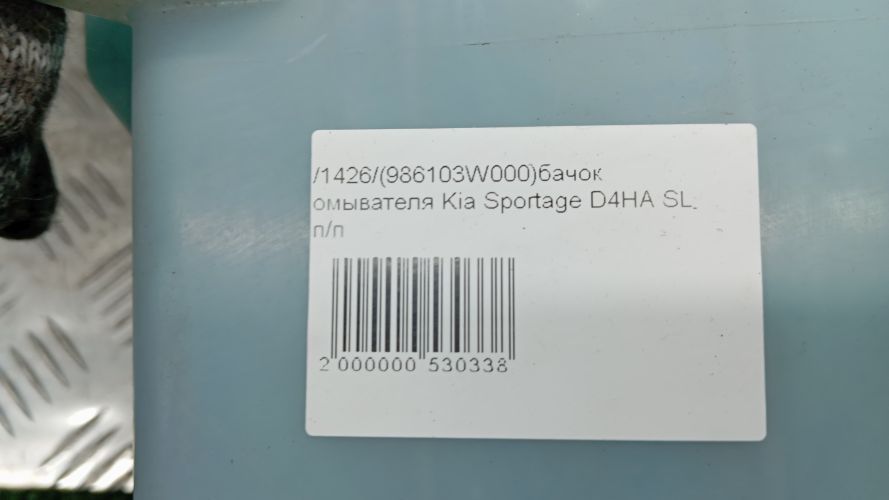 /1426/(986103W000)бачок
омывателя Kia Sportage D4HA SL
п/п
2 000000 530338